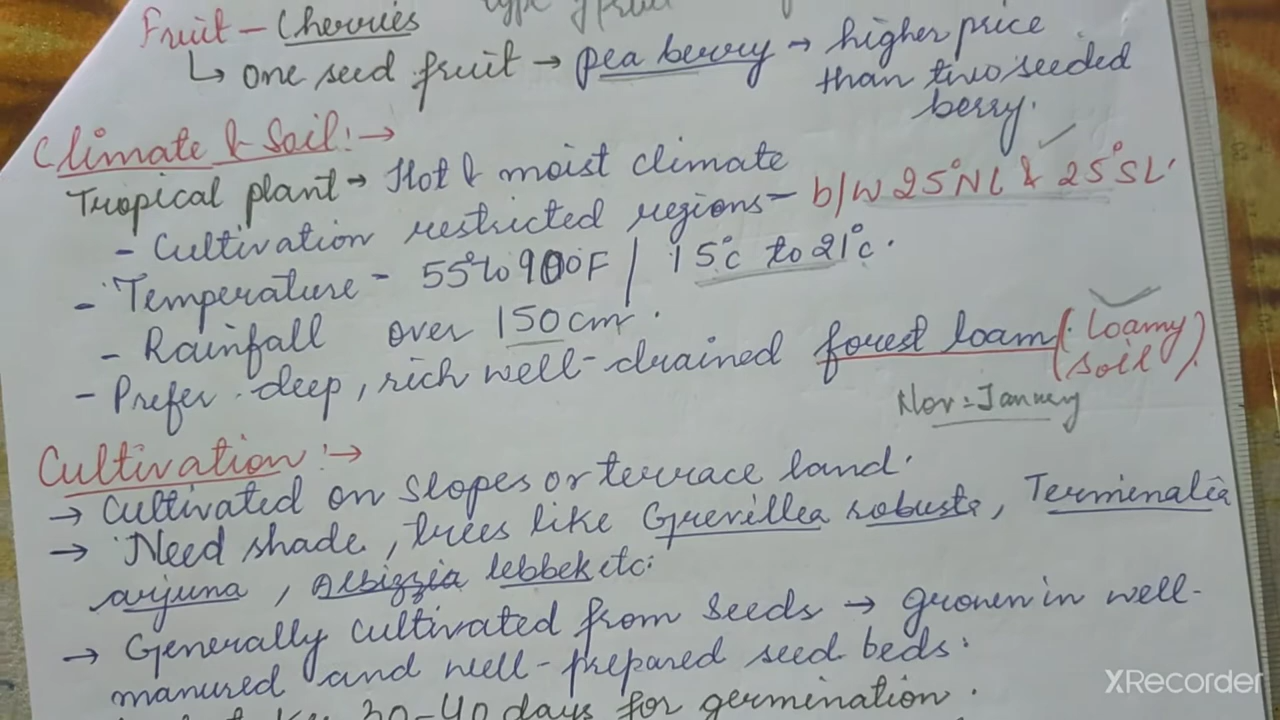 type of fruit
Fruit - Cherries
↳ one seed fruit → pea berry → higher price
than two seeded
berry.
Climate & Soil :→
Tropical plant → Hot & moist climate
- Cultivation restricted regions - b/w 25°NL & 25°SL.
- Temperature - 55° to 90°F / 15°c to 21°c.
- Rainfall over 150 cm.
- Prefer deep, rich well-drained forest loam (Loamy
soil).
Nov = January
Cultivation :→
→ Cultivated on slopes or terrace land.
→ Need shade, trees like Grevillea robusta, Terminalia
arjuna, Albizzia lebbek etc.
→ Generally cultivated from seeds → grown in well-
manured and well-prepared seed beds.
30-40 days for germination.
XRecorder